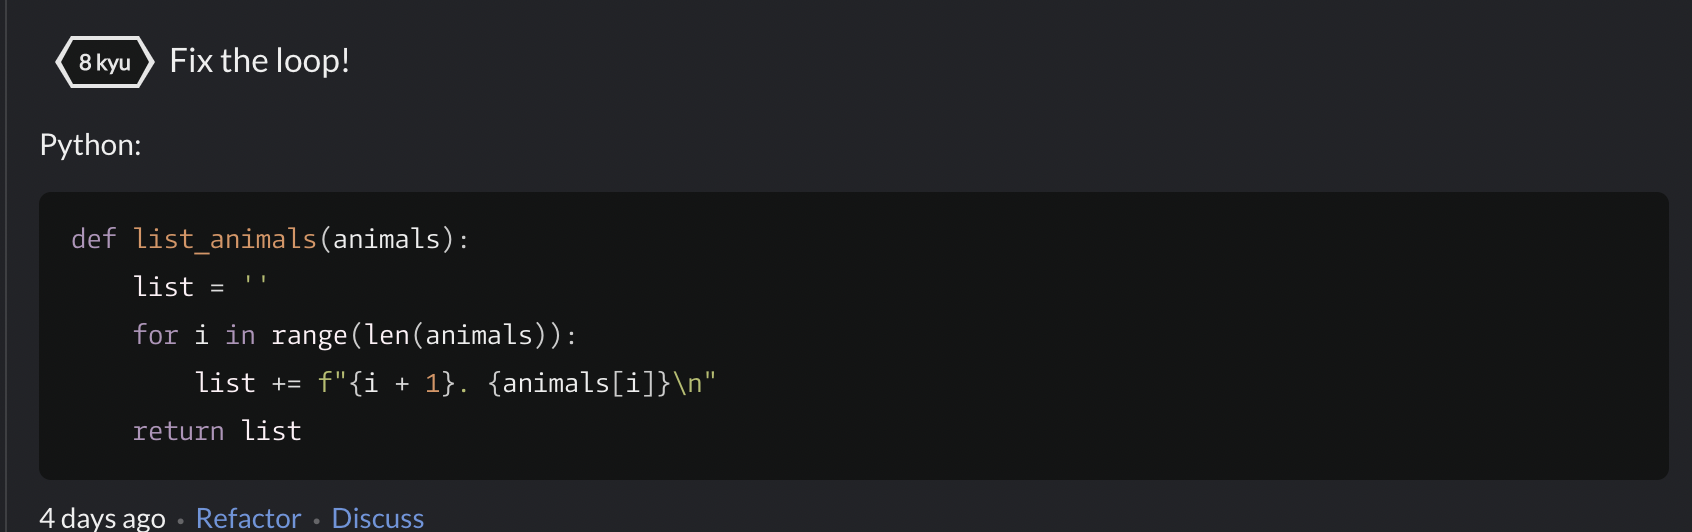 8 kyu Fix the loop!
Python:
def list_animals(animals):
    list = ''
    for i in range(len(animals)):
        list += f"{i + 1}. {animals[i]}\n"
    return list
4 days ago • Refactor • Discuss